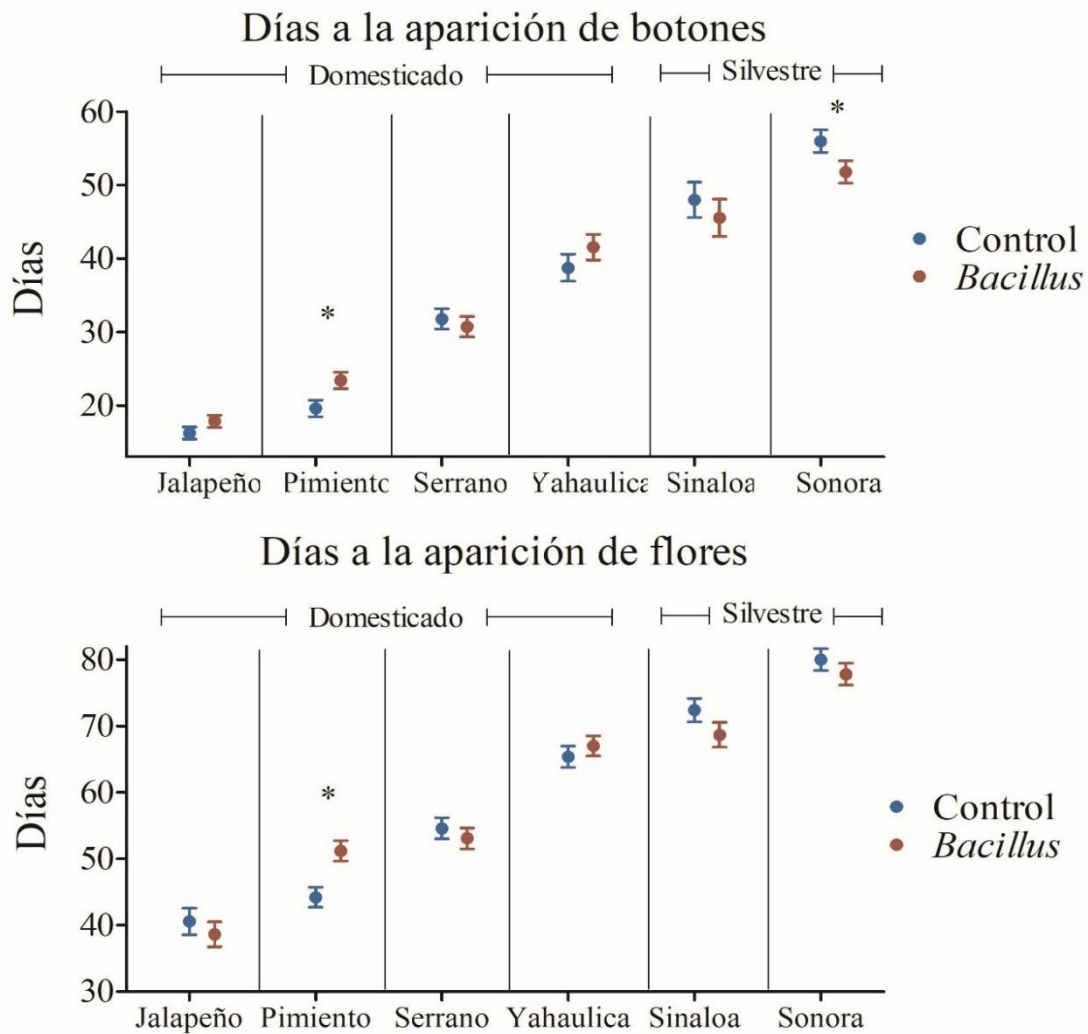 Días a la aparición de botones
Domesticado Silvestre
*
60
50
40
30
20
Días
*
Control
Bacillus
Jalapeño Pimiento Serrano Yahaulica Sinaloa Sonora
Días a la aparición de flores
Domesticado Silvestre
80
70
60
50
40
30
Días
*
Control
Bacillus
Jalapeño Pimiento Serrano Yahaulica Sinaloa Sonora